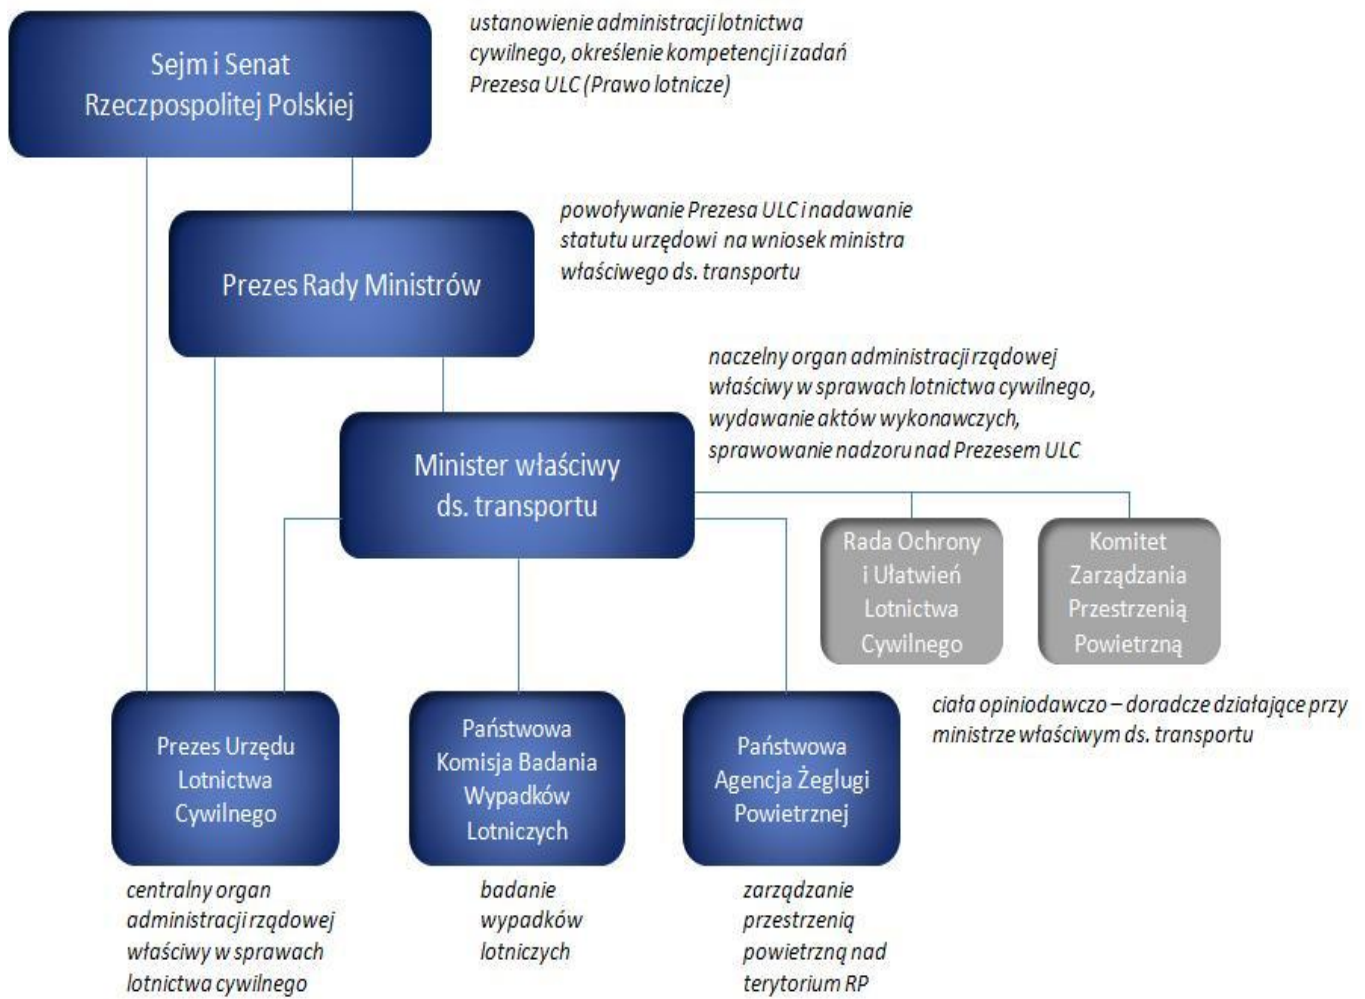 Sejm i Senat
Rzeczpospolitej Polskiej
ustanowienie administracji lotnictwa
cywilnego, określenie kompetencji i zadań
Prezesa ULC (Prawo lotnicze)
Prezes Rady Ministrów
powoływanie Prezesa ULC i nadawanie
statutu urzędowi na wniosek ministra
właściwego ds. transportu
Minister właściwy
ds. transportu
naczelny organ administracji rządowej
właściwy w sprawach lotnictwa cywilnego,
wydawanie aktów wykonawczych,
sprawowanie nadzoru nad Prezesem ULC
Rada Ochrony
i Ułatwień
Lotnictwa
Cywilnego
Komitet
Zarządzania
Przestrzenią
Powietrzną
ciała opiniodawczo – doradcze działające przy
ministrze właściwym ds. transportu
Prezes Urzędu
Lotnictwa
Cywilnego
centralny organ
administracji rządowej
właściwy w sprawach
lotnictwa cywilnego
Państwowa
Komisja Badania
Wypadków
Lotniczych
badanie
wypadków
lotniczych
Państwowa
Agencja Żeglugi
Powietrznej
zarządzanie
przestrzenią
powietrzną nad
terytorium RP